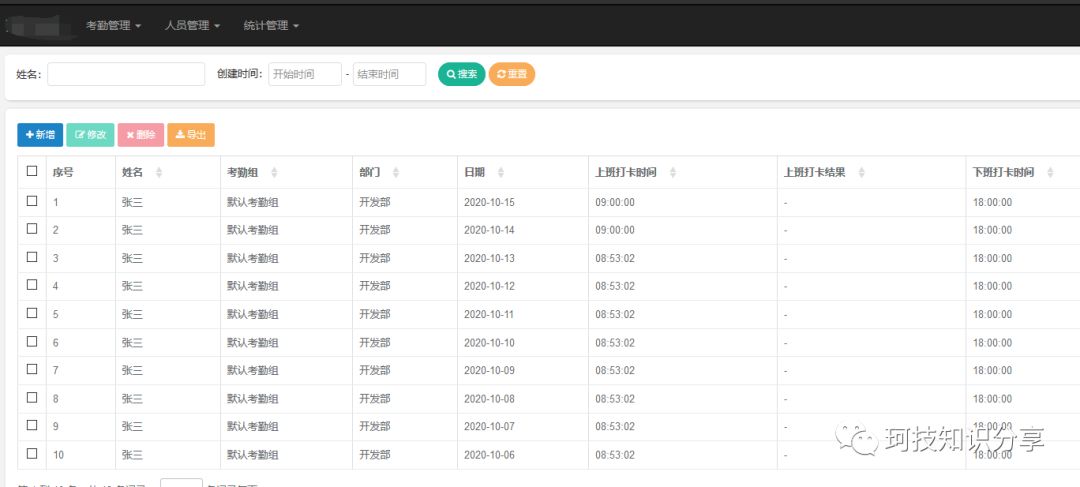 考勤管理 人员管理 统计管理
姓名： 创建时间： 开始时间 - 结束时间 搜索 重置
新增 修改 删除 导出
序号 姓名 考勤组 部门 日期 上班打卡时间 上班打卡结果 下班打卡时间
1 张三 默认考勤组 开发部 2020-10-15 09:00:00 - 18:00:00
2 张三 默认考勤组 开发部 2020-10-14 09:00:00 - 18:00:00
3 张三 默认考勤组 开发部 2020-10-13 08:53:02 - 18:00:00
4 张三 默认考勤组 开发部 2020-10-12 08:53:02 - 18:00:00
5 张三 默认考勤组 开发部 2020-10-11 08:53:02 - 18:00:00
6 张三 默认考勤组 开发部 2020-10-10 08:53:02 - 18:00:00
7 张三 默认考勤组 开发部 2020-10-09 08:53:02 - 18:00:00
8 张三 默认考勤组 开发部 2020-10-08 08:53:02 - 18:00:00
9 张三 默认考勤组 开发部 2020-10-07 08:53:02 - 18:00:00
珂技知识分享
10 张三 默认考勤组 开发部 2020-10-06 08:53:02 - 18:00:00